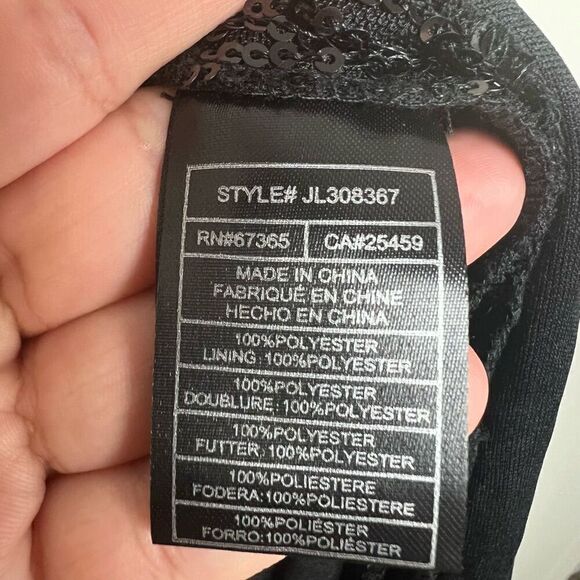 STYLE# JL308367
RN#67365 CA#25459
MADE IN CHINA
FABRIQUÉ EN CHINE
HECHO EN CHINA
100%POLYESTER
LINING: 100%POLYESTER
100%POLYESTER
DOUBLURE: 100%POLYESTER
100%POLYESTER
FUTTER: 100%POLYESTER
100%POLIESTERE
FODERA:100%POLIESTERE
100%POLIÉSTER
FORRO:100%POLIÉSTER